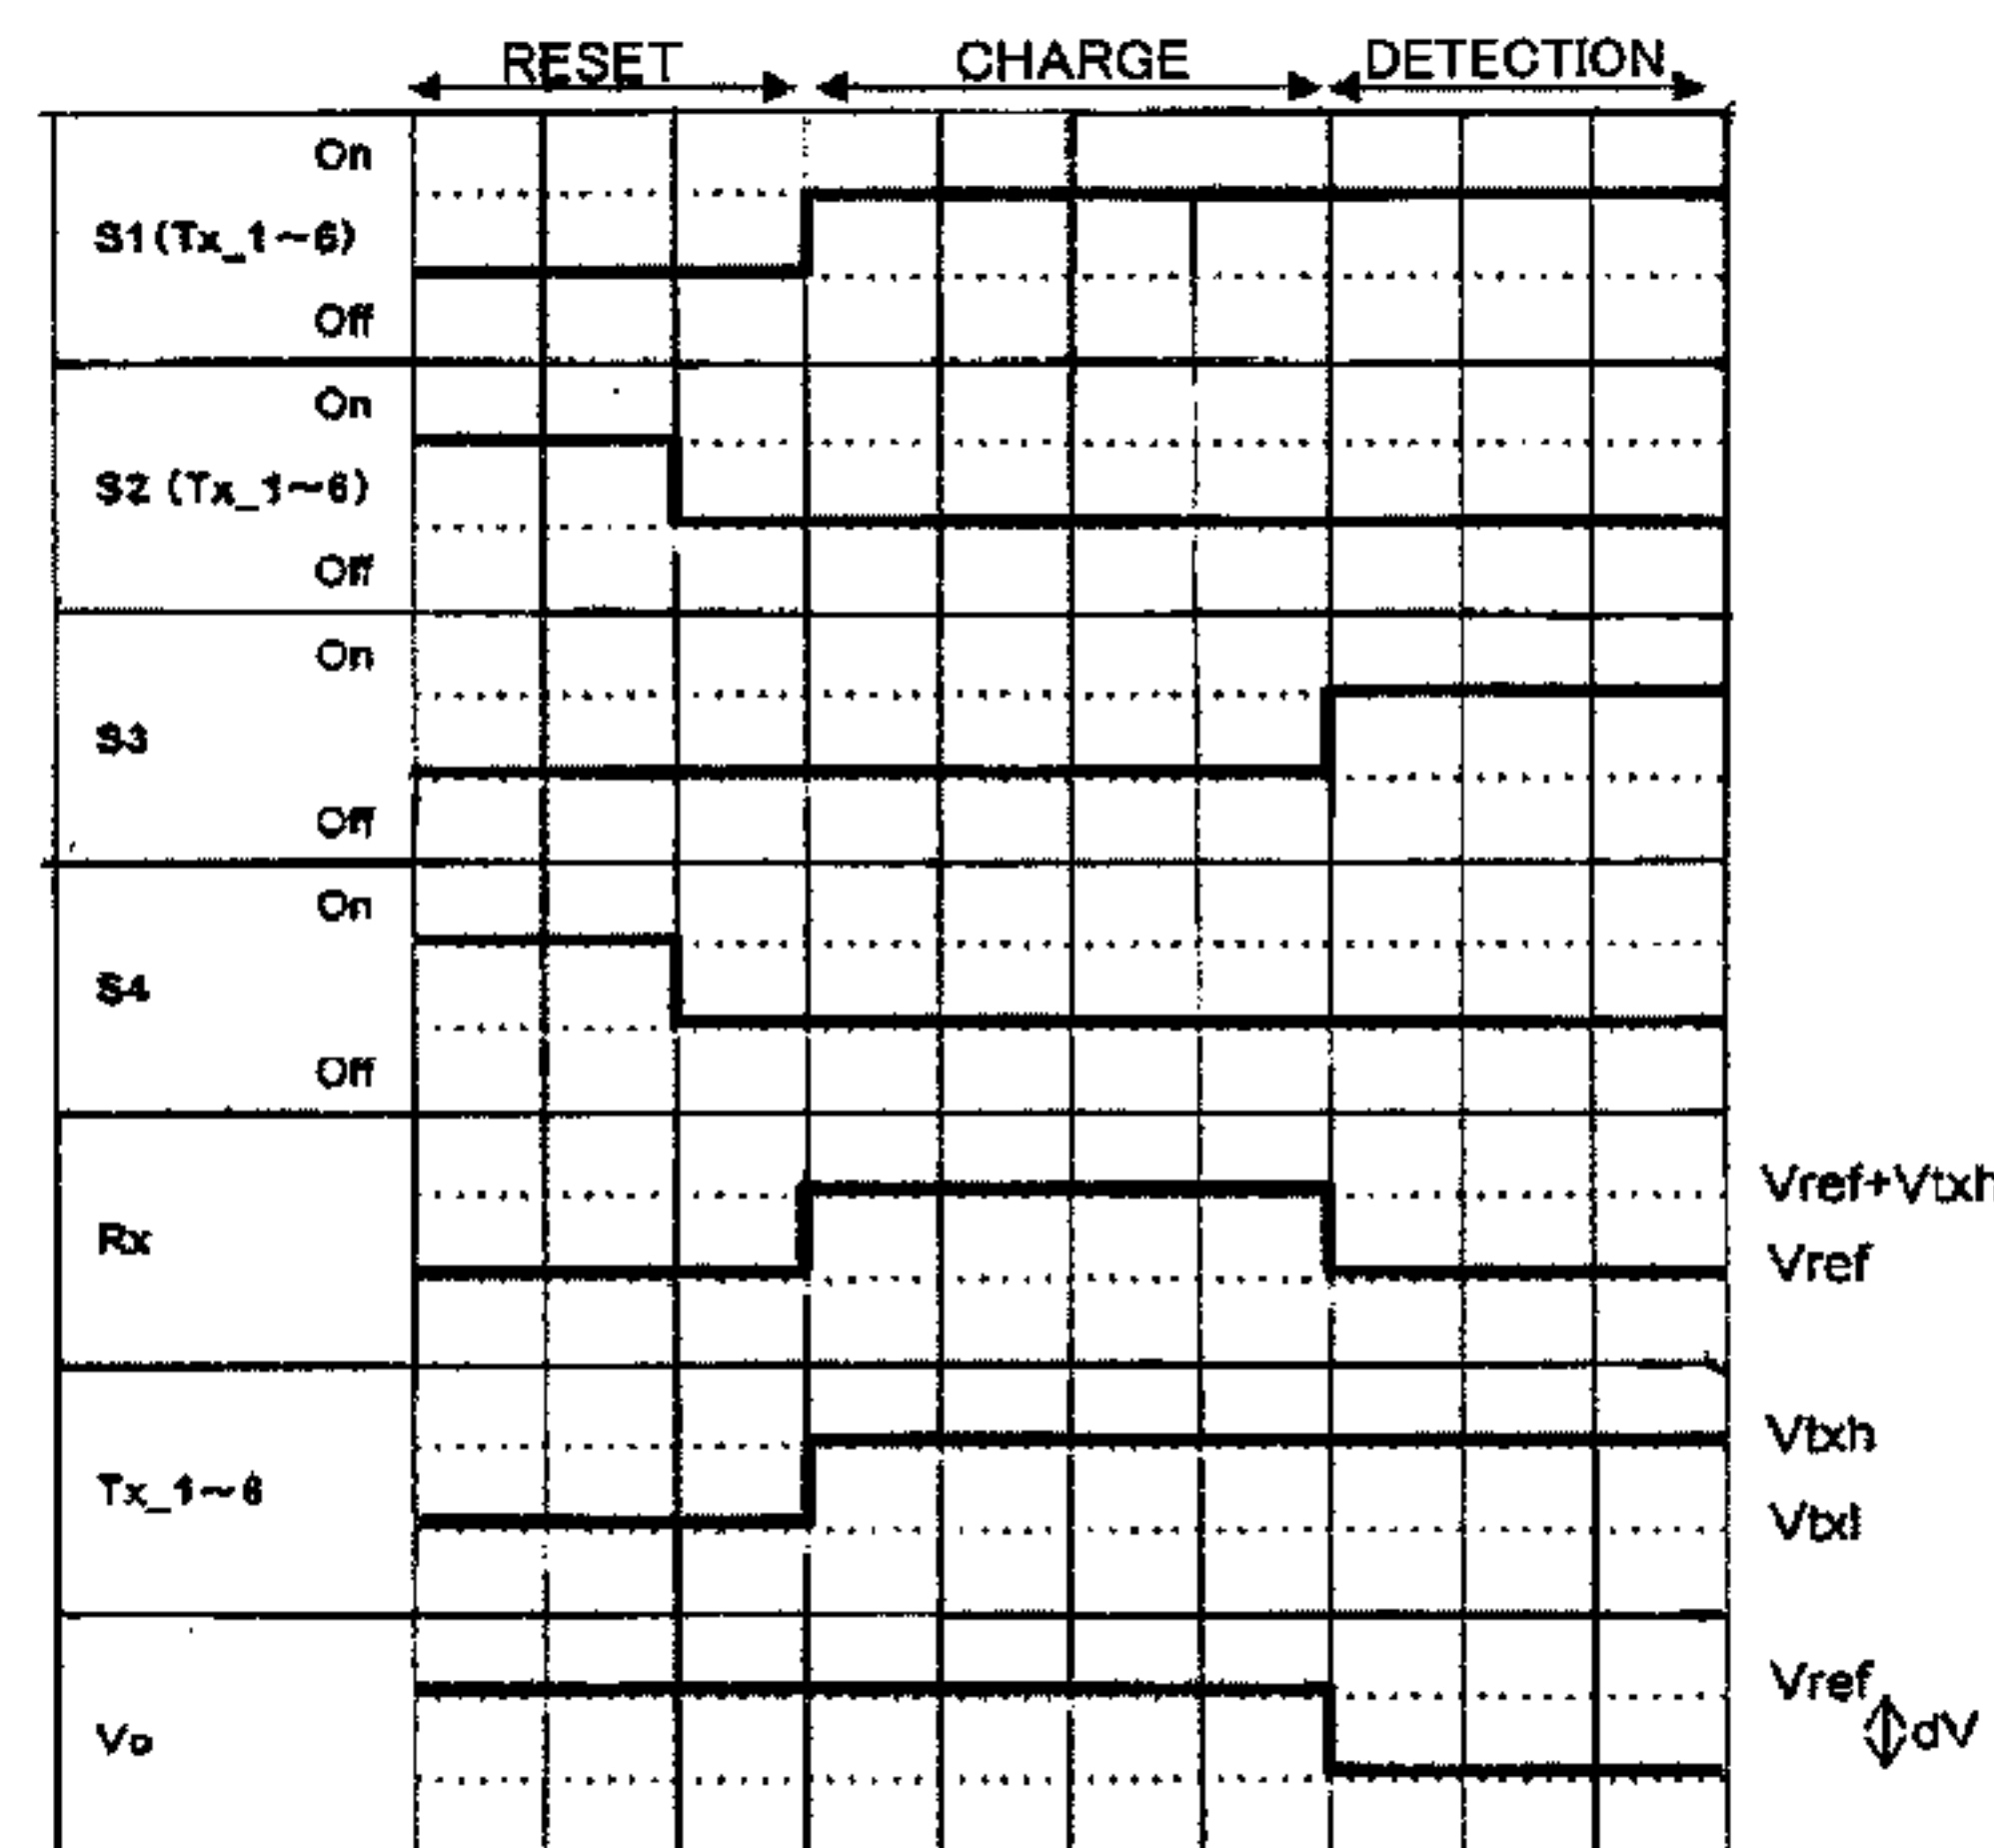 RESET CHARGE DETECTION
On
S1(Tx_1~6)
Off
On
S2 (Tx_1~6)
Off
On
S3
Off
On
S4
Off
Vref+Vtxh
Rx
Vref
Vtxh
Tx_1~6
Vtxl
Vref
Vo
dV